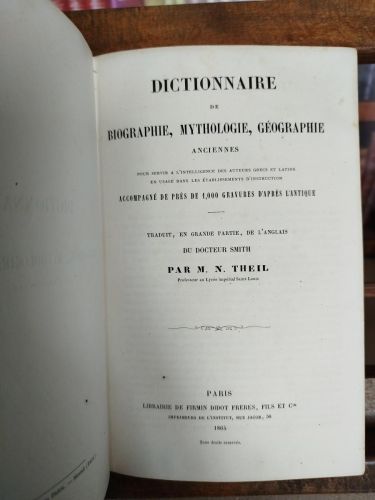 DICTIONNAIRE
DE
BIOGRAPHIE, MYTHOLOGIE, GÉOGRAPHIE
ANCIENNES
POUR SERVIR A L'INTELLIGENCE DES AUTEURS GRECS ET LATINS
EN USAGE DANS LES ÉTABLISSEMENTS D'INSTRUCTION
ACCOMPAGNÉ DE PRÈS DE 1,000 GRAVURES D'APRÈS L'ANTIQUE
TRADUIT, EN GRANDE PARTIE, DE L'ANGLAIS
DU DOCTEUR SMITH
PAR M. N. THEIL
Professeur au Lycée impérial Saint-Louis
PARIS
LIBRAIRIE DE FIRMIN DIDOT FRÈRES, FILS ET Cie
IMPRIMEURS DE L'INSTITUT, RUE JACOB, 56
Tous droits réservés.